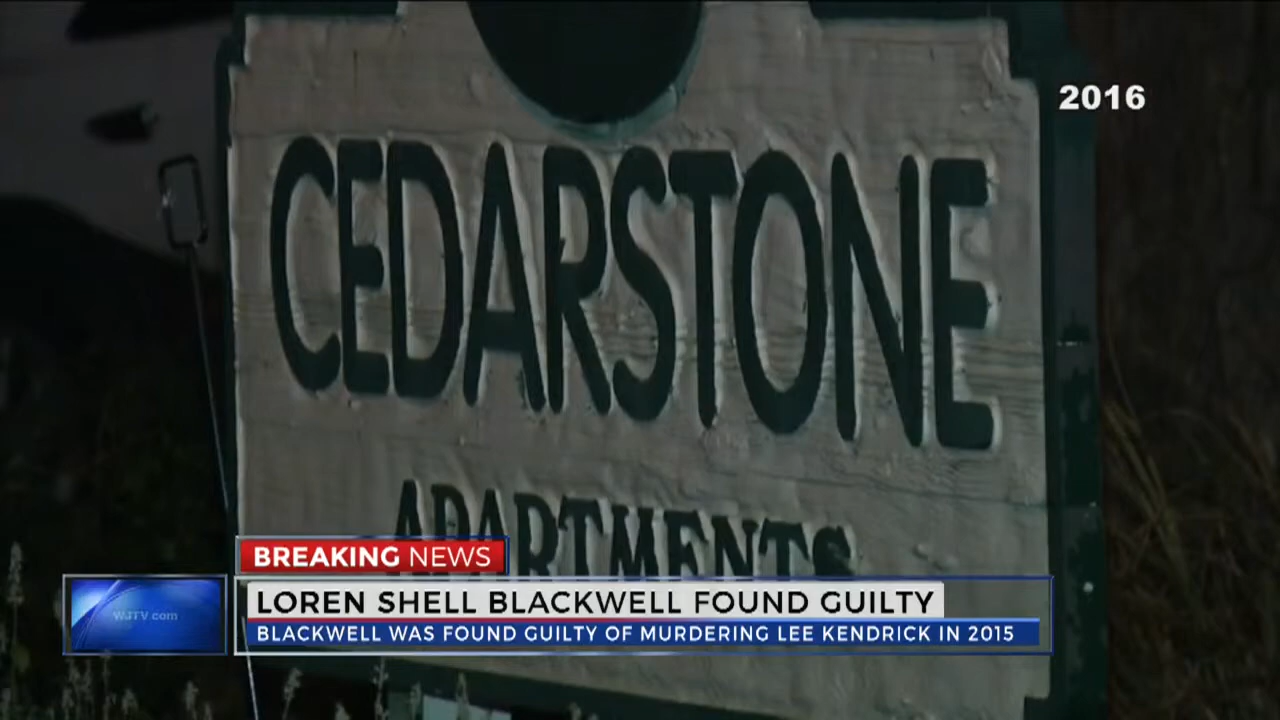 2016
CEDARSTONE
APARTMENTS
BREAKING NEWS
WJTV.com
LOREN SHELL BLACKWELL FOUND GUILTY
BLACKWELL WAS FOUND GUILTY OF MURDERING LEE KENDRICK IN 2015